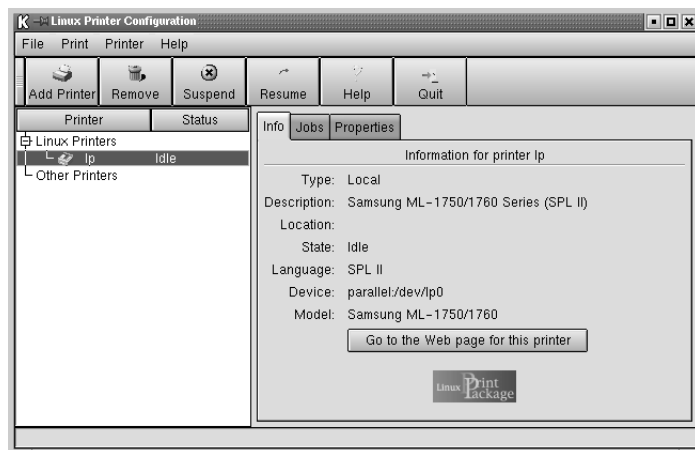 Linux Printer Configuration
File Print Printer Help
Add Printer Remove Suspend Resume Help Quit
Printer Status
Linux Printers
lp Idle
Other Printers
Info Jobs Properties
Information for printer lp
Type: Local
Description: Samsung ML-1750/1760 Series (SPL II)
Location:
State: Idle
Language: SPL II
Device: parallel:/dev/lp0
Model: Samsung ML-1750/1760
Go to the Web page for this printer
Linux Print Package